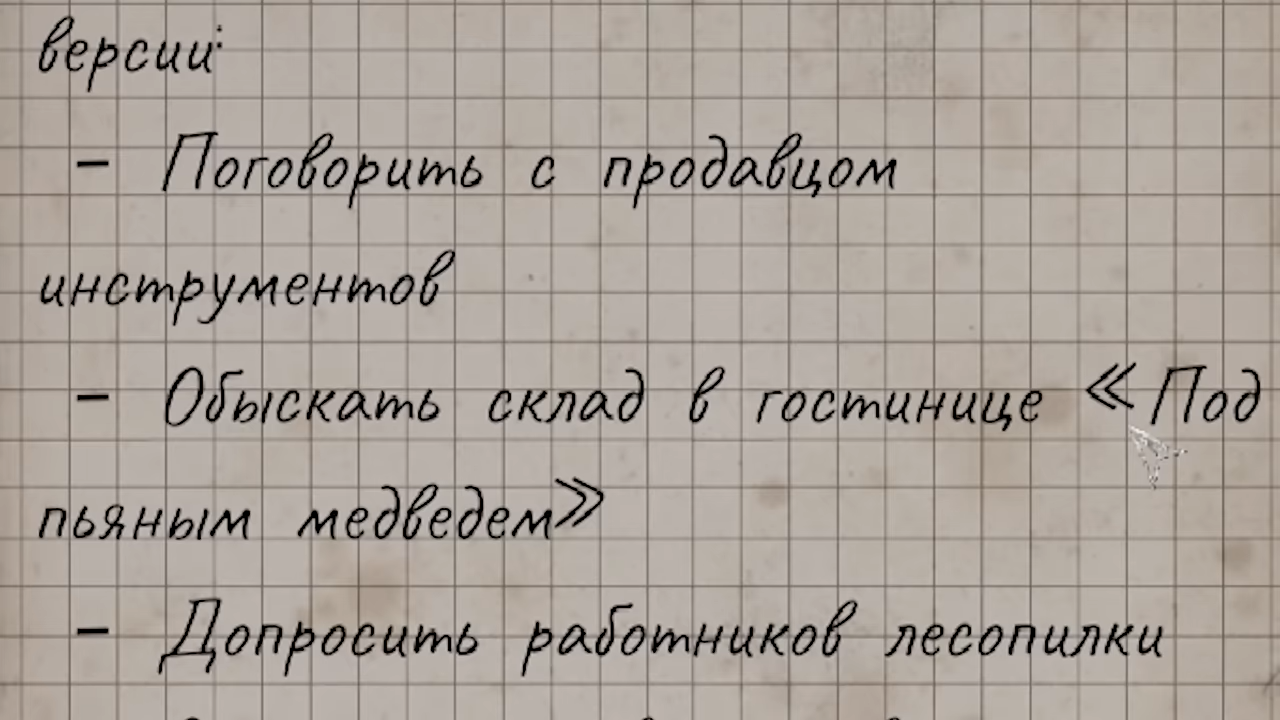 версии:
- Поговорить с продавцом
инструментов
- Обыскать склад в гостинице «Под
пьяным медведем»
- Допросить работников лесопилки